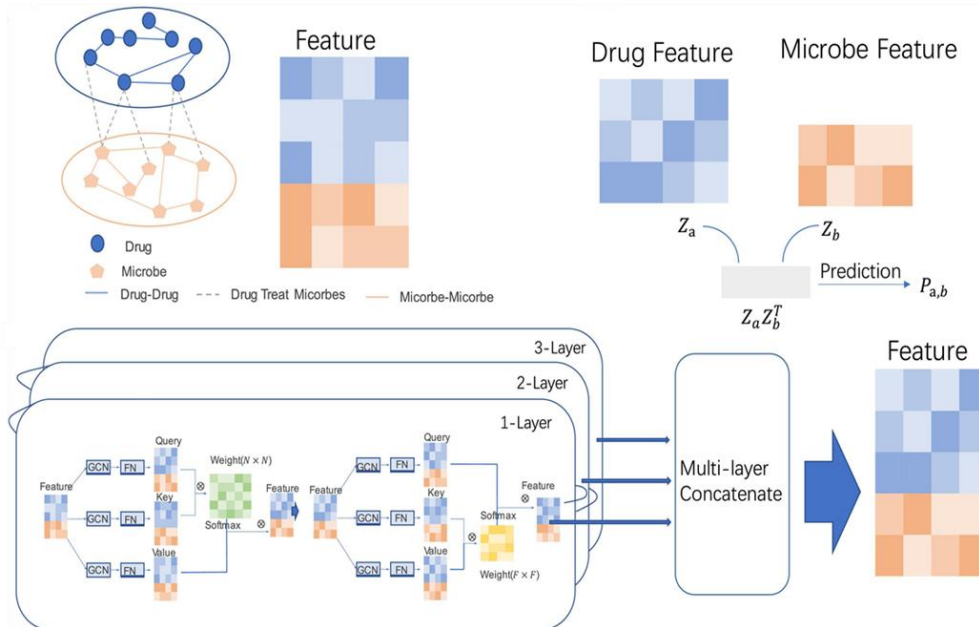 Feature
Drug Feature
Microbe Feature
Z_a
Z_b
Z_a Z_b^T
Prediction
P_{a,b}
Drug
Microbe
Drug-Drug
Drug Treat Micorbes
Micorbe-Micorbe
3-Layer
2-Layer
1-Layer
Feature
GCN
FN
Query
GCN
FN
Key
GCN
FN
Value
⊗
Weight(N × N)
Softmax
⊗
Feature
Feature
GCN
FN
Query
GCN
FN
Key
GCN
FN
Value
⊗
Softmax
Weight(F × F)
⊗
Feature
Multi-layer
Concatenate
Feature